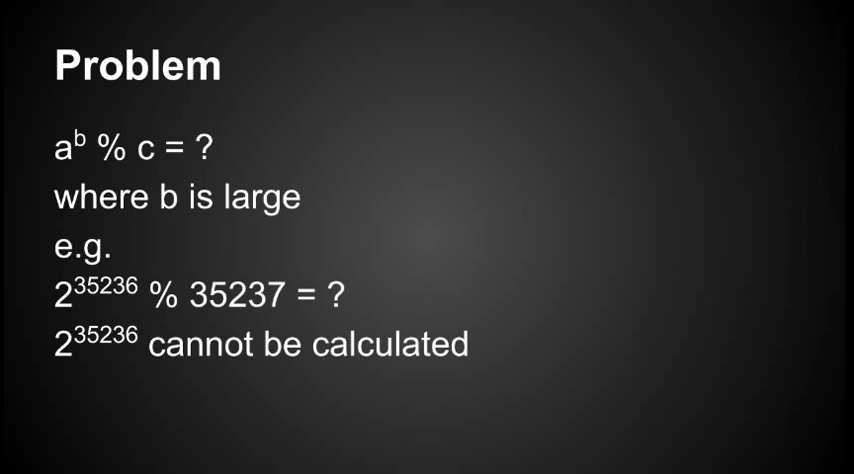 Problem
a^b % c = ?
where b is large
e.g.
2^35236 % 35237 = ?
2^35236 cannot be calculated